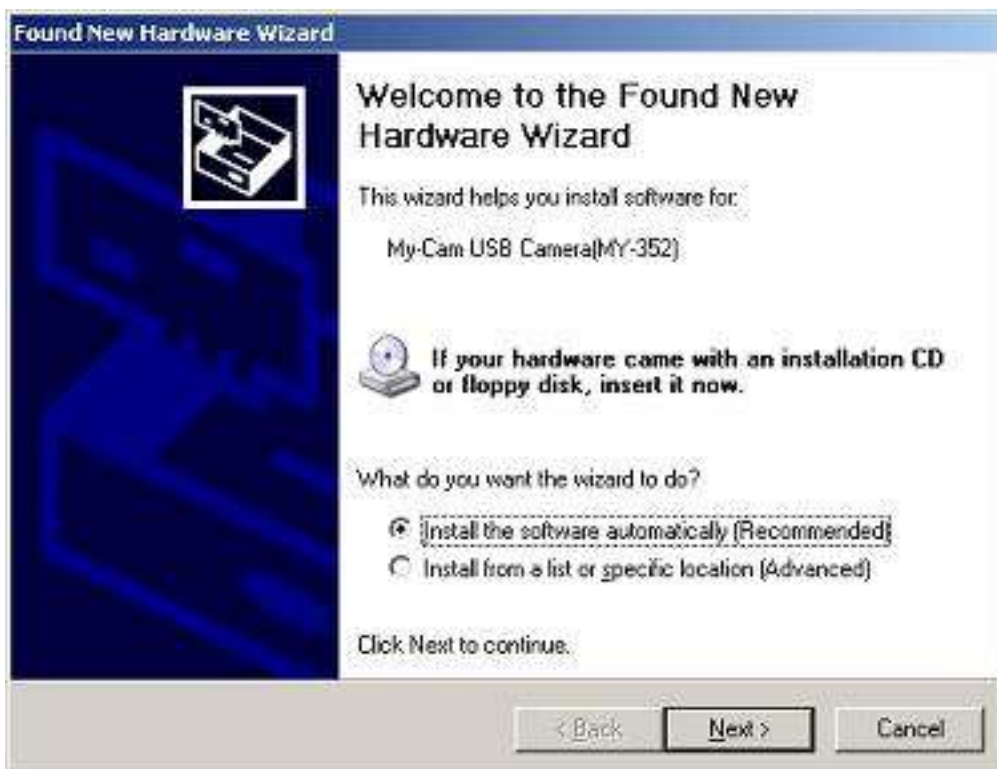 Found New Hardware Wizard
Welcome to the Found New
Hardware Wizard
This wizard helps you install software for:
My-Cam USB Camera(MY-352)
If your hardware came with an installation CD
or floppy disk, insert it now.
What do you want the wizard to do?
Install the software automatically (Recommended)
Install from a list or specific location (Advanced)
Click Next to continue.
< Back
Next >
Cancel